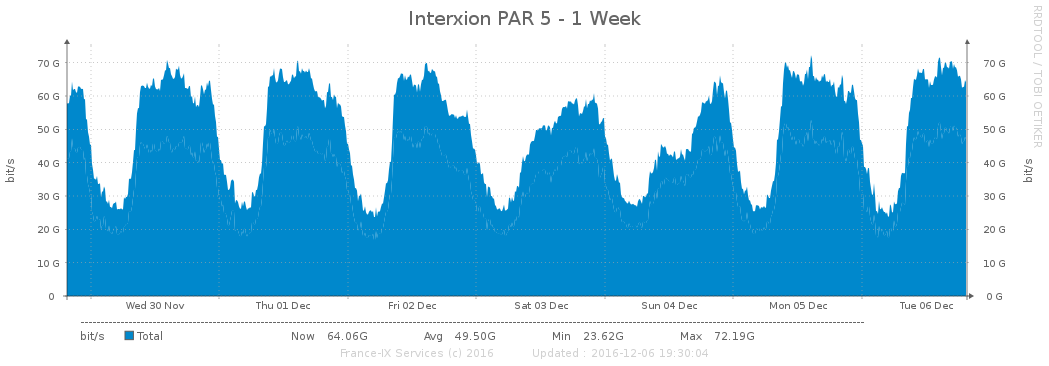 Interxion PAR 5 - 1 Week
RRDTOOL / TOBI OETIKER
bit/s
70 G
60 G
50 G
40 G
30 G
20 G
10 G
0
70 G
60 G
50 G
40 G
30 G
20 G
10 G
0 G
bit/s
Wed 30 Nov Thu 01 Dec Fri 02 Dec Sat 03 Dec Sun 04 Dec Mon 05 Dec Tue 06 Dec
bit/s Total Now 64.06G Avg 49.50G Min 23.62G Max 72.19G
France-IX Services (c) 2016 Updated : 2016-12-06 19:30:04